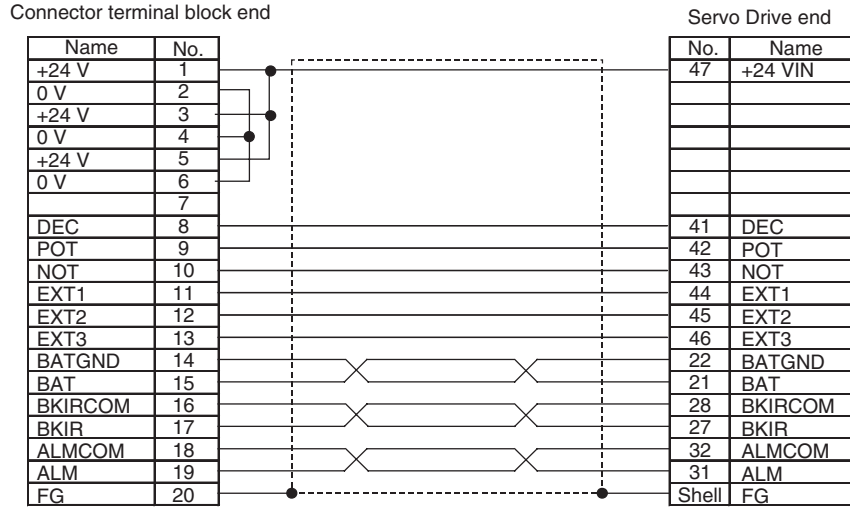 Connector terminal block end
Servo Drive end
Name No. No. Name
+24 V 1 47 +24 VIN
0 V 2
+24 V 3
0 V 4
+24 V 5
0 V 6
7
DEC 8 41 DEC
POT 9 42 POT
NOT 10 43 NOT
EXT1 11 44 EXT1
EXT2 12 45 EXT2
EXT3 13 46 EXT3
BATGND 14 22 BATGND
BAT 15 21 BAT
BKIRCOM 16 28 BKIRCOM
BKIR 17 27 BKIR
ALMCOM 18 32 ALMCOM
ALM 19 31 ALM
FG 20 Shell FG